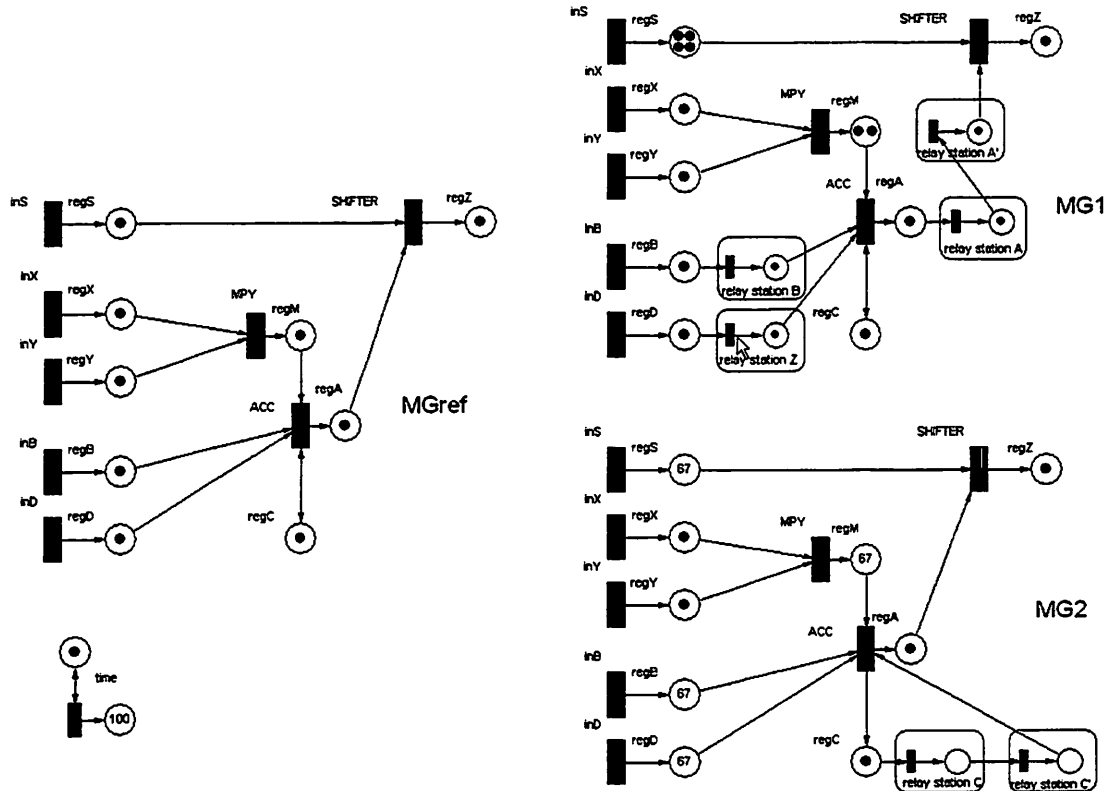 inS
regS
SHIFTER
regZ
inX
regX
MPY
regM
inY
regY
ACC
regA
MGref
inB
regB
inD
regD
regC
time
100
inS
regS
SHIFTER
regZ
inX
regX
MPY
regM
inY
regY
relay station A'
ACC
regA
MG1
inB
regB
relay station A
relay station B
inD
regD
regC
relay station Z
inS
regS
SHIFTER
regZ
67
inX
regX
MPY
regM
67
inY
regY
MG2
ACC
regA
inB
regB
67
inD
regD
67
regC
relay station C
relay station C'